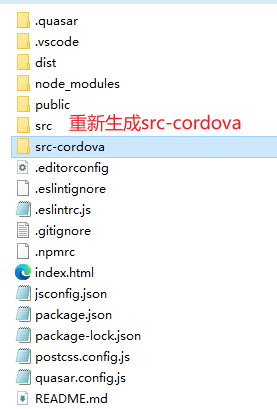 .quasar
.vscode
dist
node_modules
public
src 重新生成src-cordova
src-cordova
.editorconfig
.eslintignore
.eslintrc.js
.gitignore
.npmrc
index.html
jsconfig.json
package.json
package-lock.json
postcss.config.js
quasar.config.js
README.md